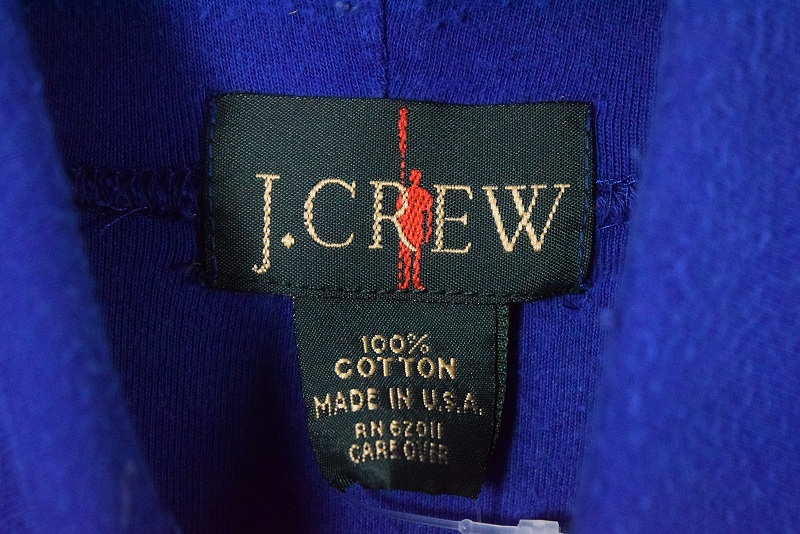 J.CREW
100%
COTTON
MADE IN U.S.A.
RN 62011
CARE OVER